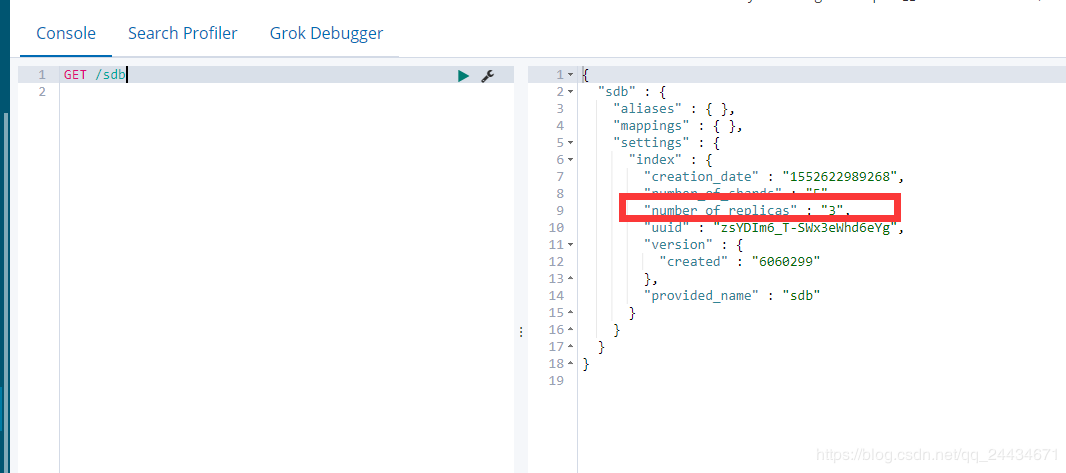 Console Search Profiler Grok Debugger
1 GET /sdb
2
1 {
2 "sdb" : {
3 "aliases" : { },
4 "mappings" : { },
5 "settings" : {
6 "index" : {
7 "creation_date" : "1552622989268",
8 "number_of_shards" : "5",
9 "number_of_replicas" : "3",
10 "uuid" : "zsYDIm6_T-SWx3eWhd6eYg",
11 "version" : {
12 "created" : "6060299"
13 },
14 "provided_name" : "sdb"
15 }
16 }
17 }
18 }
19
https://blog.csdn.net/qq_24434671